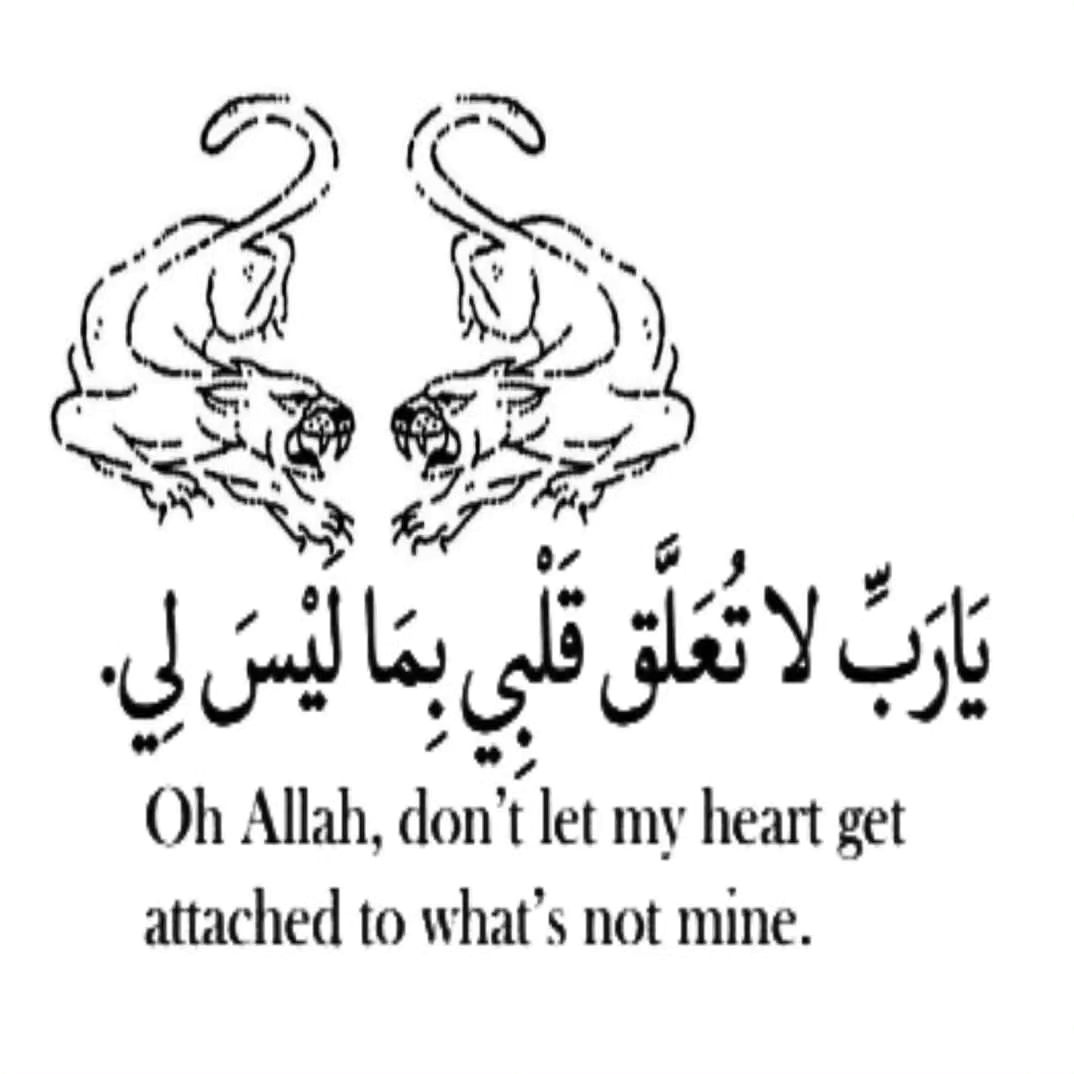 يَارَبِّ لا تُعَلَّق قَلْبِي بِمَا لَيْسَ لِي.
Oh Allah, don't let my heart get
attached to what's not mine.